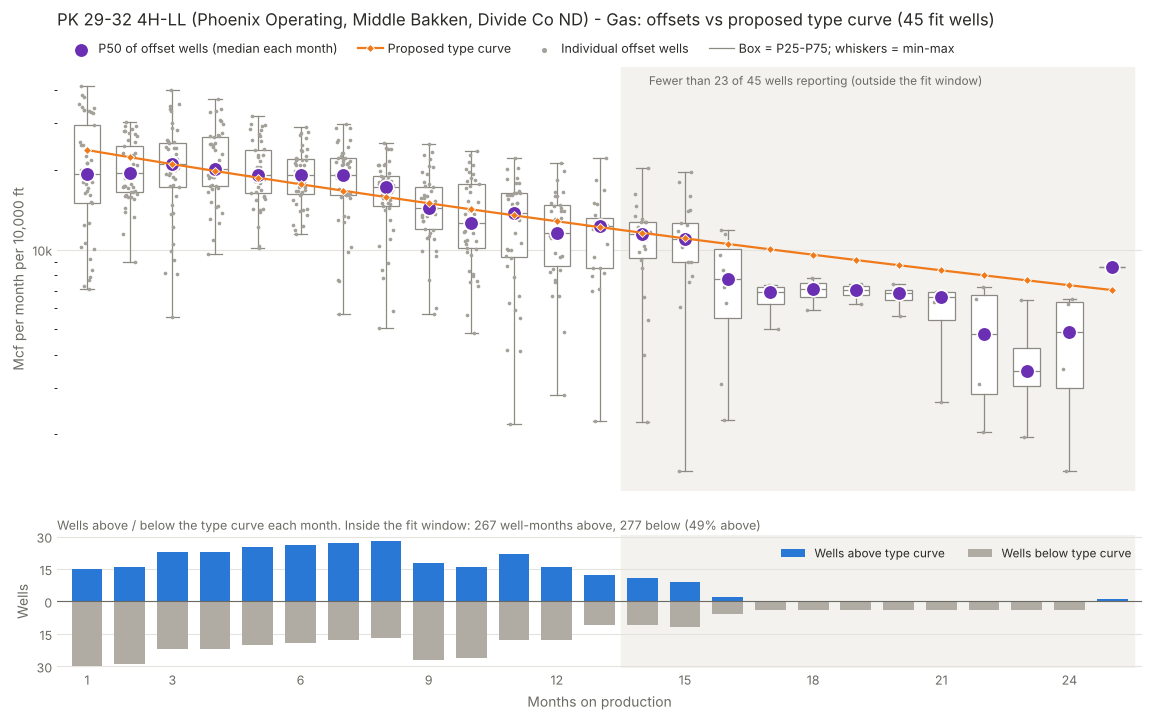 PK 29-32 4H-LL (Phoenix Operating, Middle Bakken, Divide Co ND) - Gas: offsets vs proposed type curve (45 fit wells)
P50 of offset wells (median each month) Proposed type curve Individual offset wells Box = P25-P75; whiskers = min-max
Fewer than 23 of 45 wells reporting (outside the fit window)
Mcf per month per 10,000 ft
10k
Wells above / below the type curve each month. Inside the fit window: 267 well-months above, 277 below (49% above)
Wells above type curve Wells below type curve
Wells
30
15
0
15
30
1 3 6 9 12 15 18 21 24
Months on production